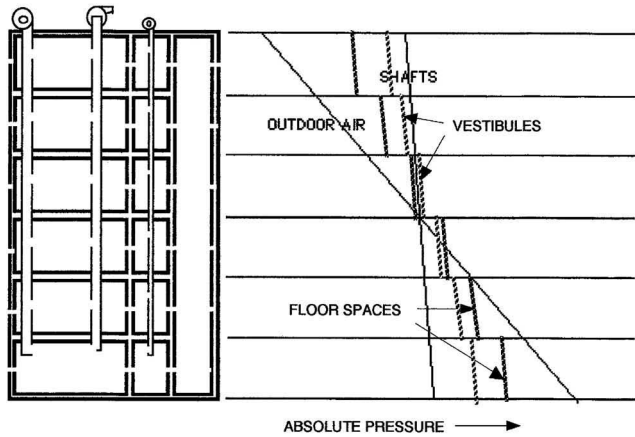 SHAFTS
OUTDOOR AIR
VESTIBULES
FLOOR SPACES
ABSOLUTE PRESSURE